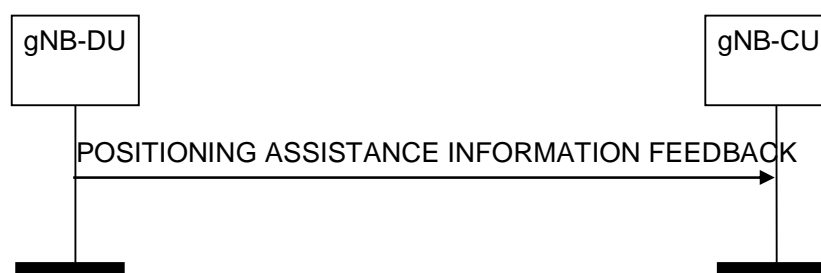 gNB-DU
gNB-CU
POSITIONING ASSISTANCE INFORMATION FEEDBACK